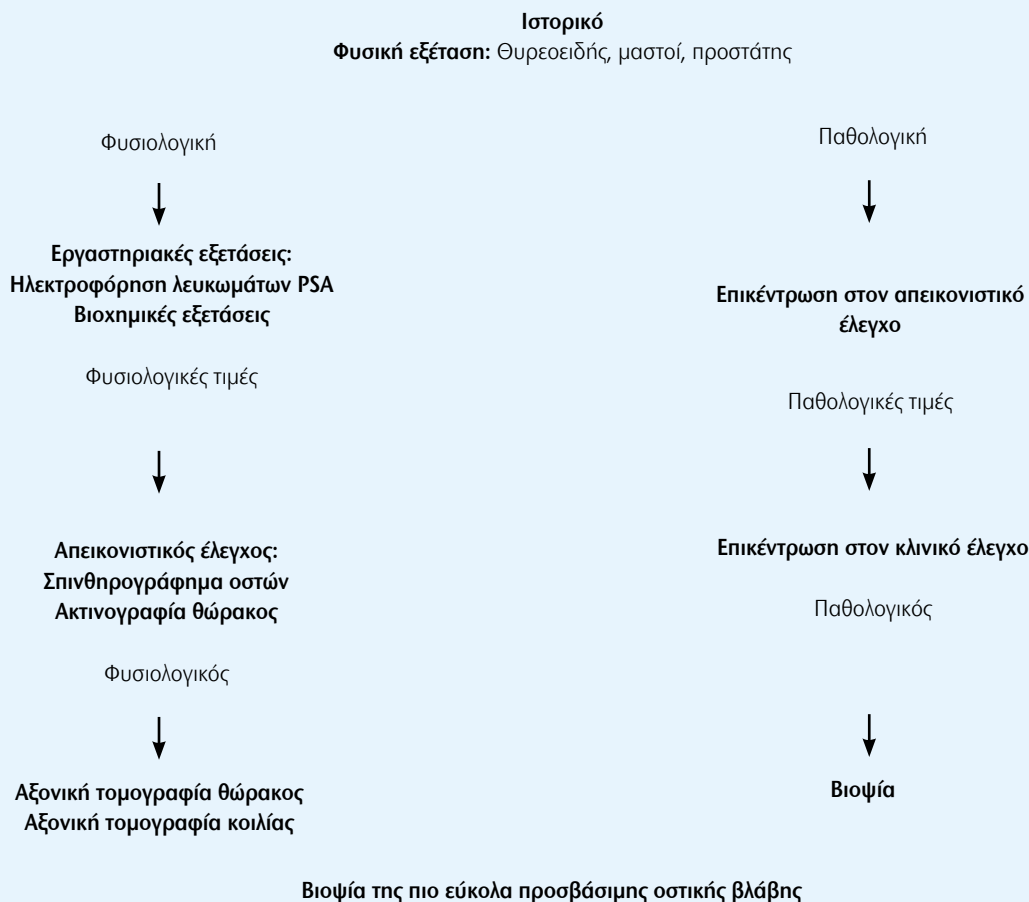 Ιστορικό
Φυσική εξέταση: Θυρεοειδής, μαστοί, προστάτης
Φυσιολογική
Παθολογική
Εργαστηριακές εξετάσεις:
Ηλεκτροφόρηση λευκωμάτων PSA
Βιοχημικές εξετάσεις
Επικέντρωση στον απεικονιστικό
έλεγχο
Φυσιολογικές τιμές
Παθολογικές τιμές
Απεικονιστικός έλεγχος:
Σπινθηρογράφημα οστών
Ακτινογραφία θώρακος
Επικέντρωση στον κλινικό έλεγχο
Παθολογικός
Φυσιολογικός
Αξονική τομογραφία θώρακος
Αξονική τομογραφία κοιλίας
Βιοψία
Βιοψία της πιο εύκολα προσβάσιμης οστικής βλάβης